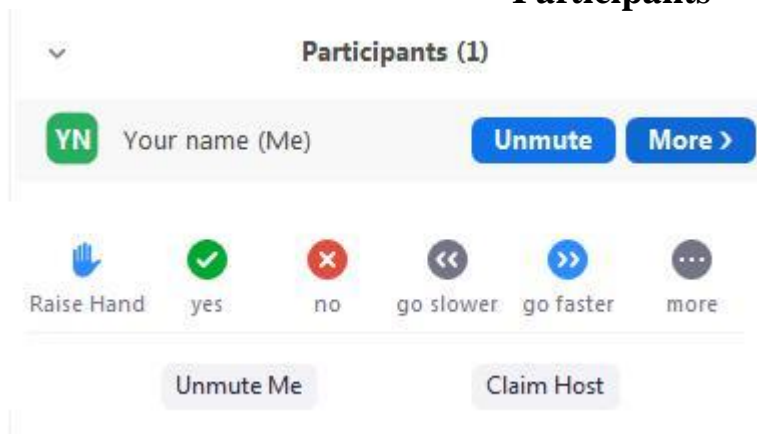 Participants
Participants (1)
YN Your name (Me) Unmute More >
Raise Hand yes no go slower go faster more
Unmute Me Claim Host